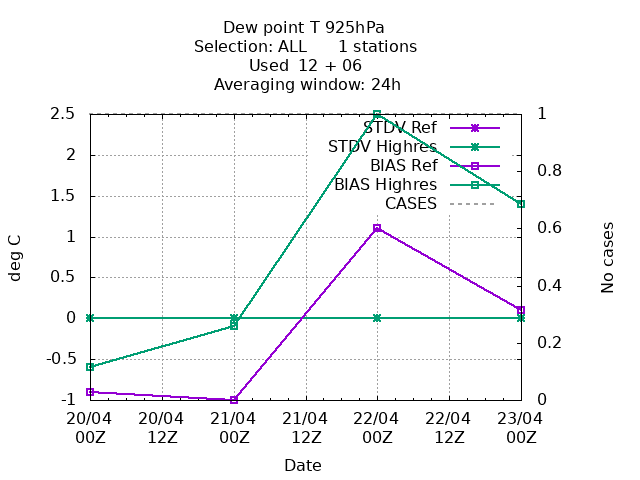 Dew point T 925hPa
Selection: ALL 1 stations
Used 12 + 06
Averaging window: 24h
2.5
2
1.5
1
0.5
0
-0.5
-1
deg C
1
0.8
0.6
0.4
0.2
0
No cases
STDV Ref
STDV Highres
BIAS Ref
BIAS Highres
CASES
20/04 20/04 21/04 21/04 22/04 22/04 23/04
00Z 12Z 00Z 12Z 00Z 12Z 00Z
Date